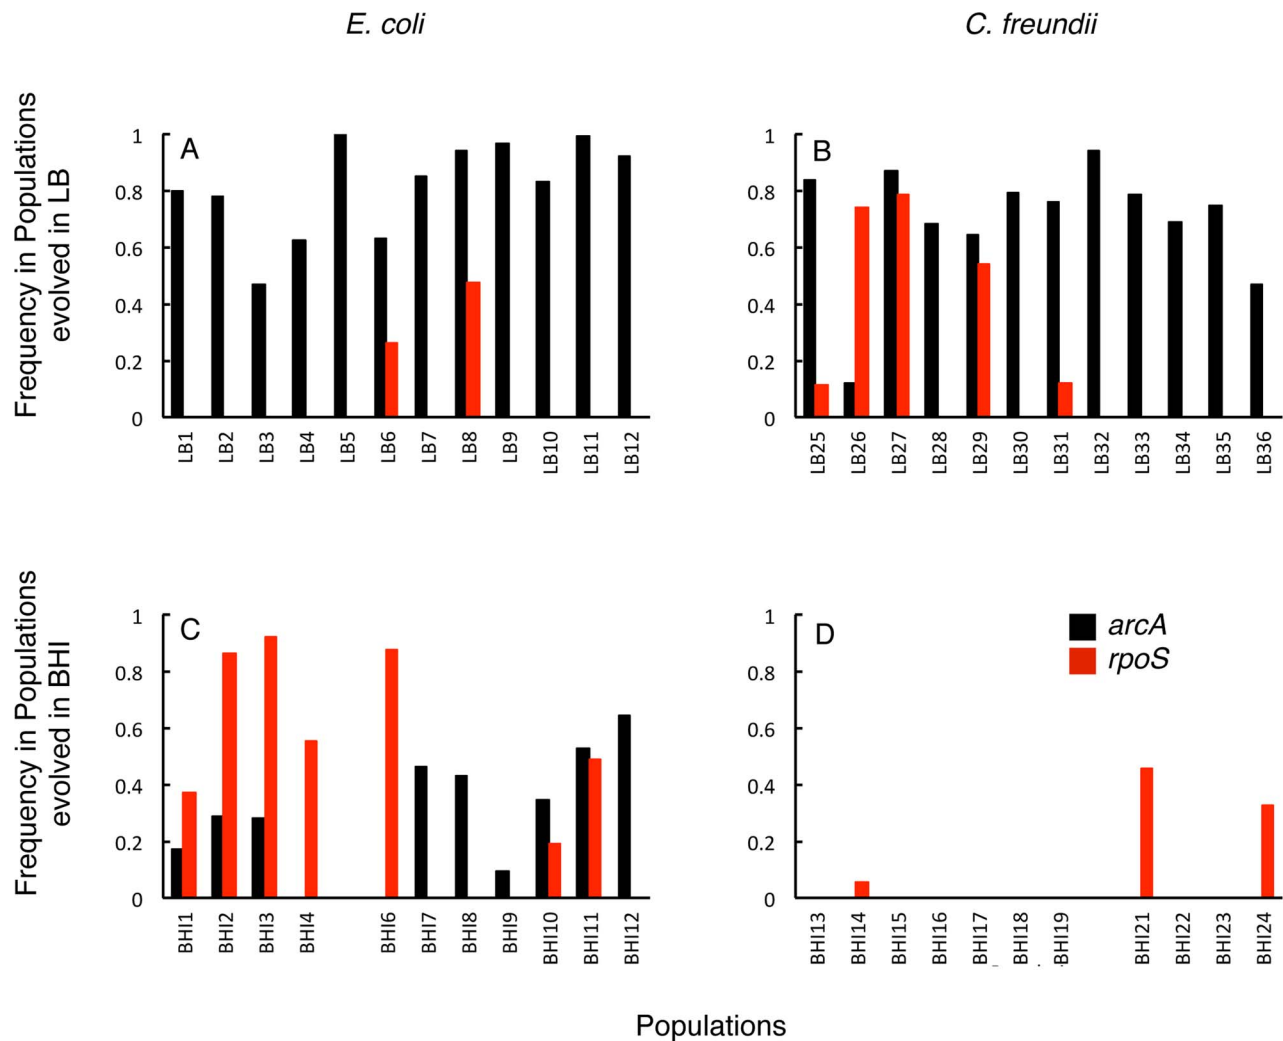 E. coli
C. freundii
Frequency in Populations
evolved in LB
A
1
0.8
0.6
0.4
0.2
0
LB1 LB2 LB3 LB4 LB5 LB6 LB7 LB8 LB9 LB10 LB11 LB12
B
1
0.8
0.6
0.4
0.2
0
LB25 LB26 LB27 LB28 LB29 LB30 LB31 LB32 LB33 LB34 LB35 LB36
Frequency in Populations
evolved in BHI
C
1
0.8
0.6
0.4
0.2
0
BHI1 BHI2 BHI3 BHI4 BHI6 BHI7 BHI8 BHI9 BHI10 BHI11 BHI12
D
1
0.8
0.6
0.4
0.2
0
arcA
rpoS
BHI13 BHI14 BHI15 BHI16 BHI17 BHI18 BHI19 BHI21 BHI22 BHI23 BHI24
Populations